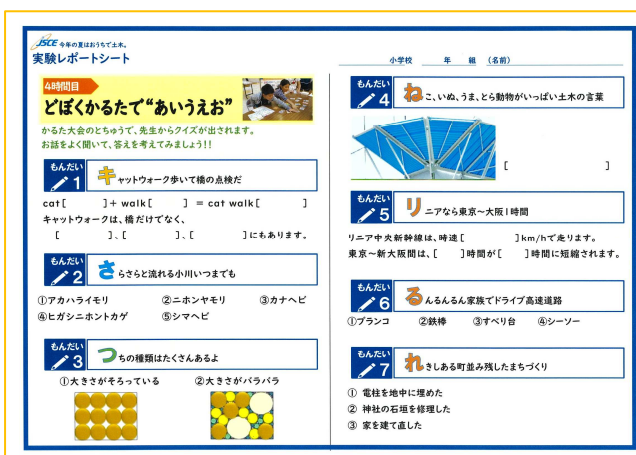 JSCE 今年の夏はおうちで土木。
実験レポートシート
小学校 年 組 (名前)
4時間目
どぼくかるたで“あいうえお”
かるた大会のとちゅうで、先生からクイズが出されます。
お話をよく聞いて、答えを考えてみましょう!!
もんだい 1
キャットウォーク歩いて橋の点検だ
cat[ ]+ walk[ ] = cat walk[ ]
キャットウォークは、橋だけでなく、
[ ]、[ ]、[ ]にもあります。
もんだい 2
さらさらと流れる小川いつまでも
①アカハライモリ ②ニホンヤモリ ③カナヘビ
④ヒガシニホントカゲ ⑤シマヘビ
もんだい 3
つちの種類はたくさんあるよ
①大きさがそろっている ②大きさがバラバラ
もんだい 4
ねこ、いぬ、うま、とら動物がいっぱい土木の言葉
[ ]
もんだい 5
リニアなら東京~大阪1時間
リニア中央新幹線は、時速[ ]km/hで走ります。
東京~新大阪間は、[ ]時間が[ ]時間に短縮されます。
もんだい 6
るんるんるん家族でドライブ高速道路
①ブランコ ②鉄棒 ③すべり台 ④シーソー
もんだい 7
れきしある町並み残したまちづくり
① 電柱を地中に埋めた
② 神社の石垣を修理した
③ 家を建て直した